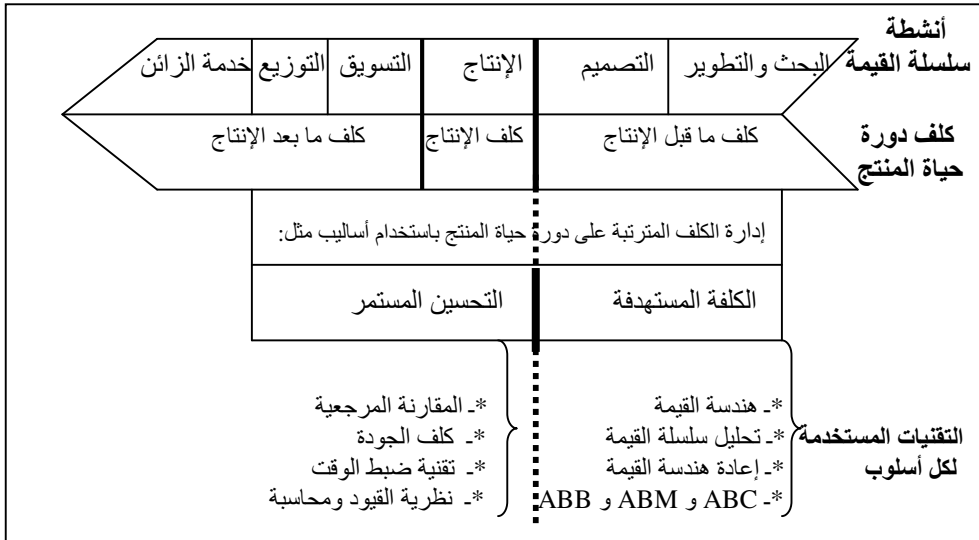 أنشطة
سلسلة القيمة
البحث والتطوير
التصميم
الإنتاج
التسويق
التوزيع
خدمة الزائن
كلف دورة
حياة المنتج
كلف ما قبل الإنتاج
كلف الإنتاج
كلف ما بعد الإنتاج
إدارة الكلف المترتبة على دورة حياة المنتج باستخدام أساليب مثل:
الكلفة المستهدفة
التحسين المستمر
التقنيات المستخدمة
لكل أسلوب
*ـ هندسة القيمة
*ـ تحليل سلسلة القيمة
*ـ إعادة هندسة القيمة
*ـ ABC و ABM و ABB
*ـ المقارنة المرجعية
*ـ كلف الجودة
*ـ تقنية ضبط الوقت
*ـ نظرية القيود ومحاسبة